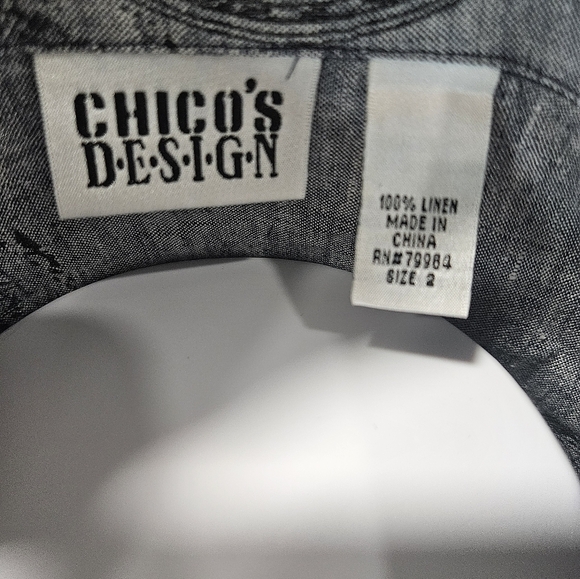 CHICO'S
D•E•S•I•G•N
100% LINEN
MADE IN
CHINA
RN#79984
SIZE 2